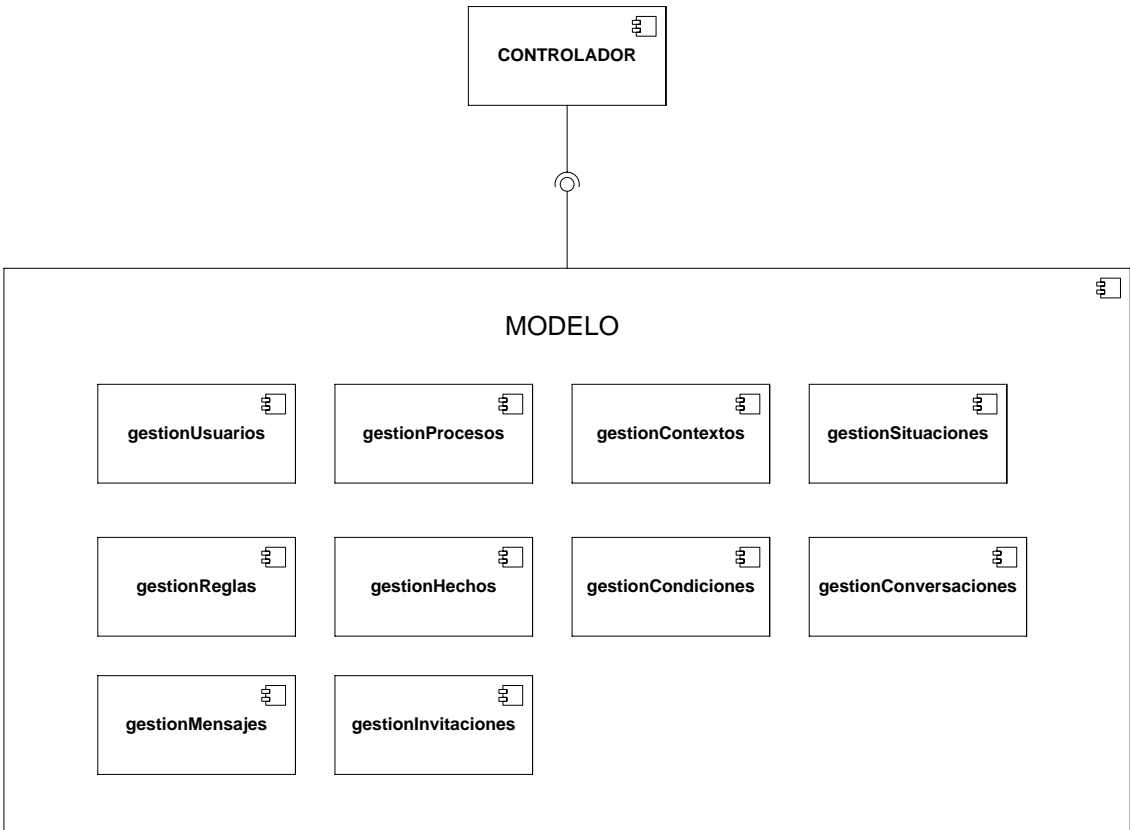 CONTROLADOR
MODELO
gestionUsuarios
gestionProcesos
gestionContextos
gestionSituaciones
gestionReglas
gestionHechos
gestionCondiciones
gestionConversaciones
gestionMensajes
gestionInvitaciones